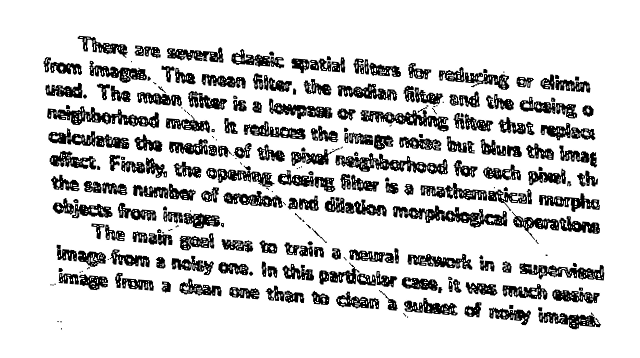 There are several classic spatial filters for reducing or elimin
from images. The mean filter, the median filter and the closing o
used. The mean filter is a lowpass or smoothing filter that replace
neighborhood mean. It reduces the image noise but blurs the imag
calculates the median of the pixel neighborhood for each pixel, th
effect. Finally, the opening closing filter is a mathematical morpho
the same number of erosion and dilation morphological operations
objects from images.
The main goal was to train a neural network in a supervised
image from a noisy one. In this particular case, it was much easier
image from a clean one than to clean a subset of noisy images.